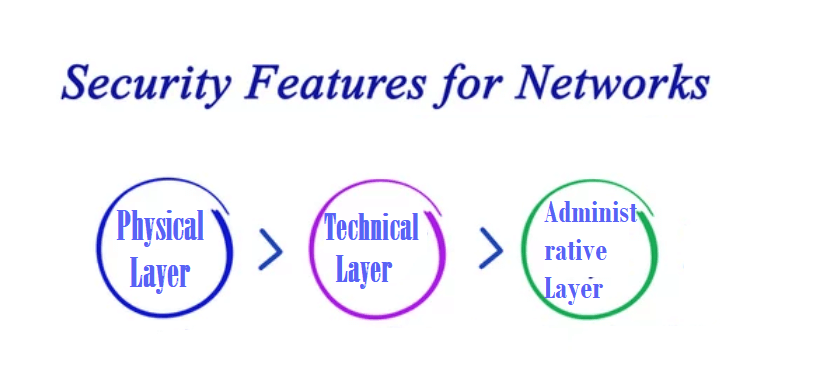 Security Features for Networks
Physical
Layer
>
Technical
Layer
>
Administ
rative
Layer